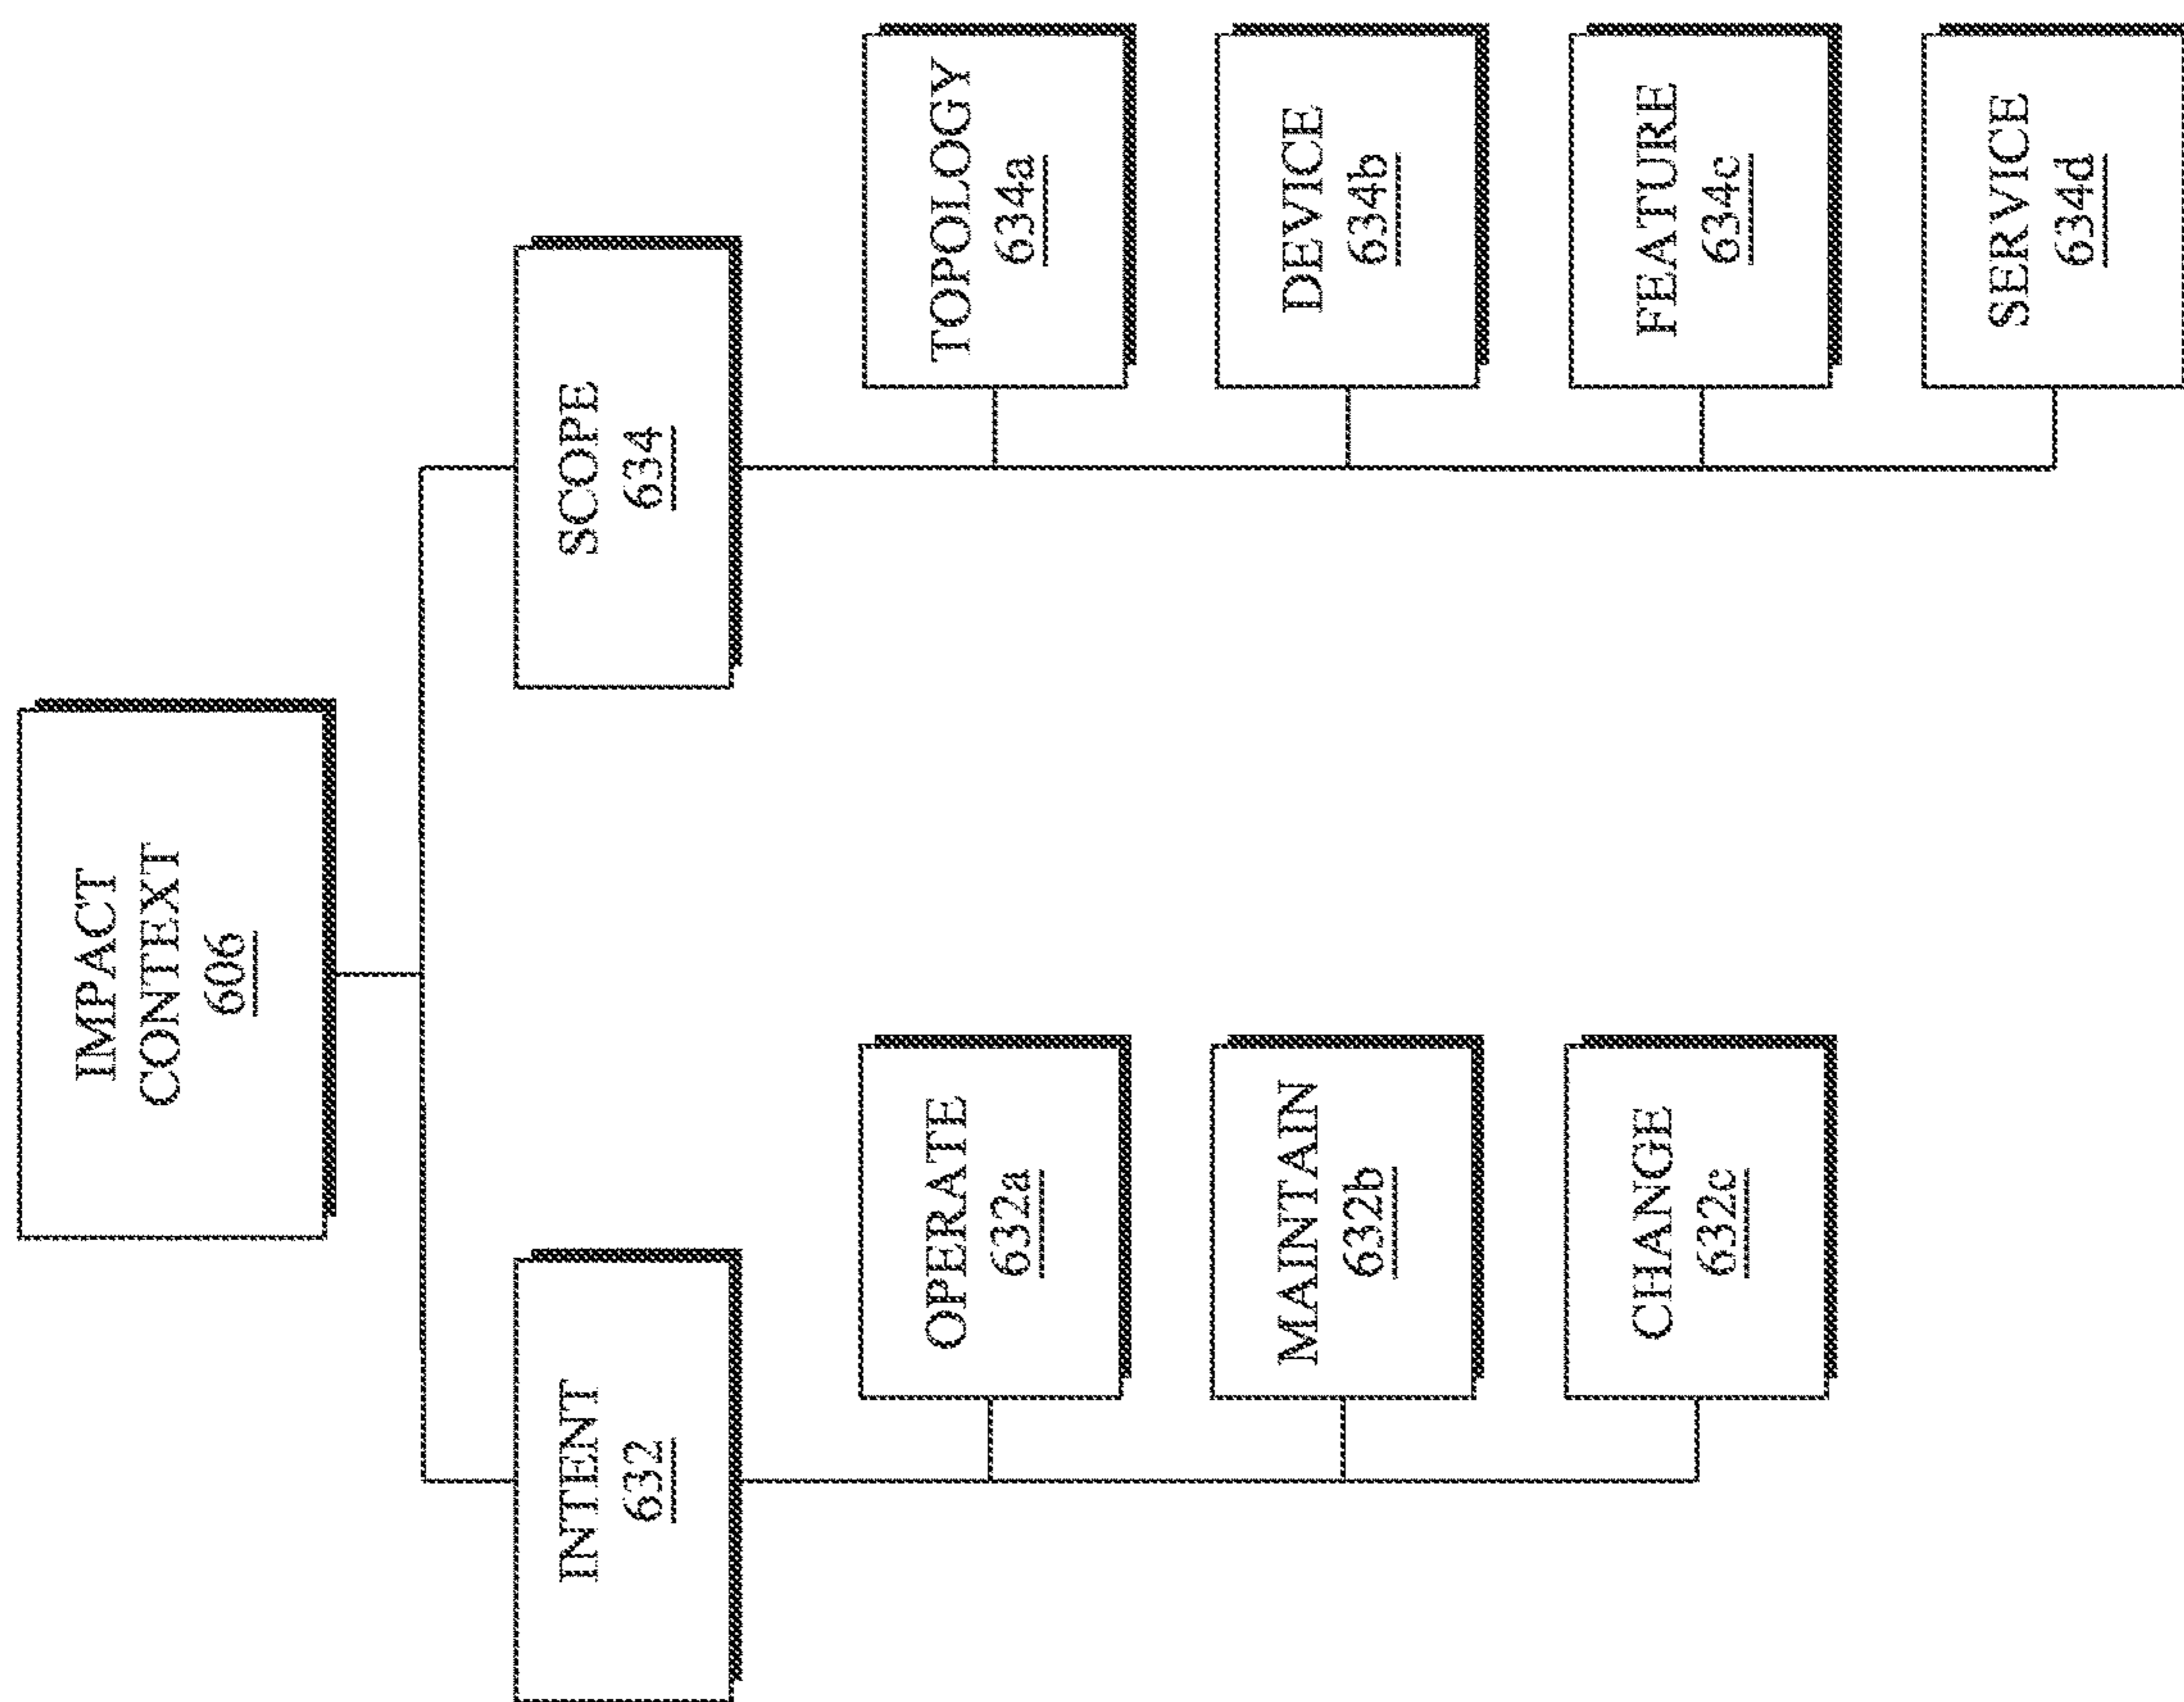 IMPACT
CONTEXT
606
INTENT
632
OPERATE
632a
MAINTAIN
632b
CHANGE
632c
SCOPE
634
TOPOLOGY
634a
DEVICE
634b
FEATURE
634c
SERVICE
634d